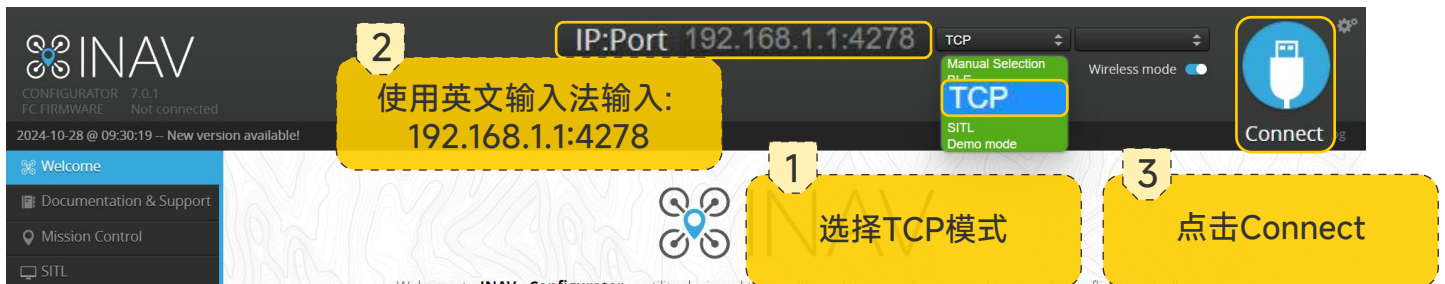 INAV
CONFIGURATOR 7.0.1
FC FIRMWARE Not connected
2
IP:Port 192.168.1.1:4278
TCP
Manual Selection
BLE
TCP
SITL
Demo mode
Wireless mode
Connect
使用英文输入法输入:
192.168.1.1:4278
2024-10-28 @ 09:30:19 -- New version available!
Welcome
Documentation & Support
Mission Control
SITL
1
选择TCP模式
INAV
3
点击Connect